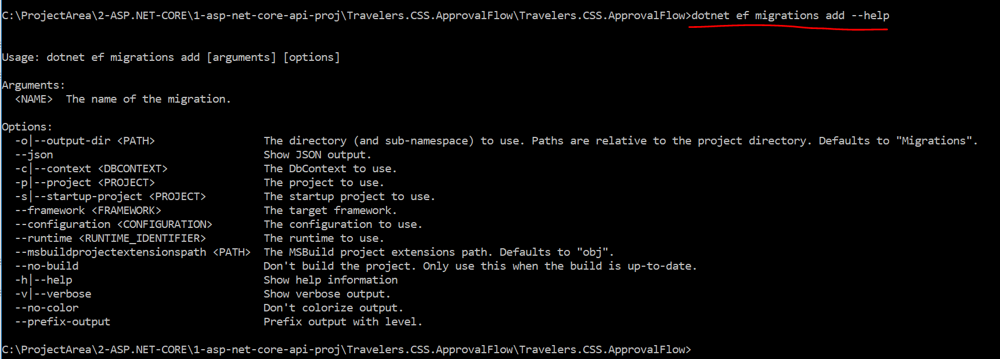 C:\ProjectArea\2-ASP.NET-CORE\1-asp-net-core-api-proj\Travelers.CSS.ApprovalFlow\Travelers.CSS.ApprovalFlow>dotnet ef migrations add --help
Usage: dotnet ef migrations add [arguments] [options]
Arguments:
  <NAME>  The name of the migration.
Options:
  -o|--output-dir <PATH>                 The directory (and sub-namespace) to use. Paths are relative to the project directory. Defaults to "Migrations".
  --json                                 Show JSON output.
  -c|--context <DBCONTEXT>               The DbContext to use.
  -p|--project <PROJECT>                 The project to use.
  -s|--startup-project <PROJECT>         The startup project to use.
  --framework <FRAMEWORK>                The target framework.
  --configuration <CONFIGURATION>        The configuration to use.
  --runtime <RUNTIME_IDENTIFIER>         The runtime to use.
  --msbuildprojectextensionspath <PATH>  The MSBuild project extensions path. Defaults to "obj".
  --no-build                             Don't build the project. Only use this when the build is up-to-date.
  -h|--help                              Show help information
  -v|--verbose                           Show verbose output.
  --no-color                             Don't colorize output.
  --prefix-output                        Prefix output with level.
C:\ProjectArea\2-ASP.NET-CORE\1-asp-net-core-api-proj\Travelers.CSS.ApprovalFlow\Travelers.CSS.ApprovalFlow>